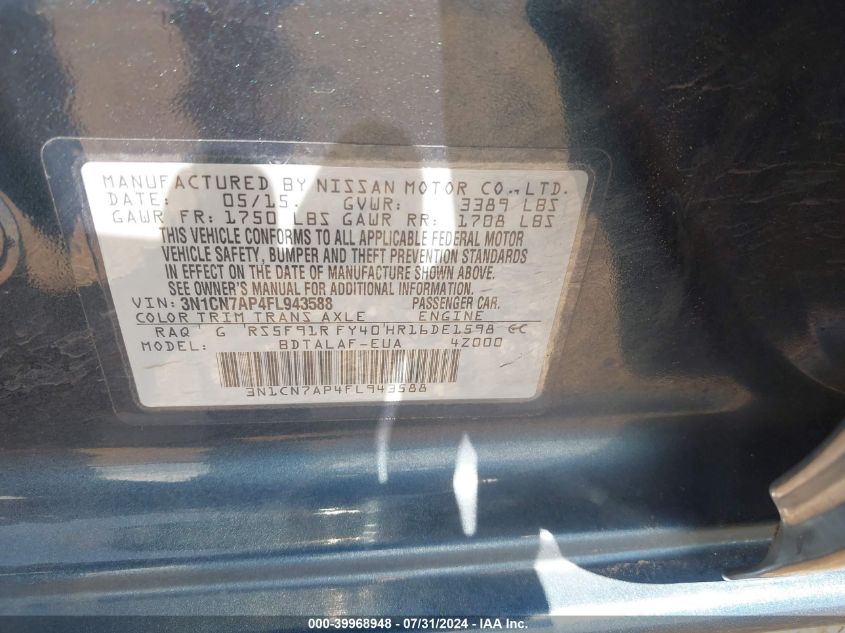 MANUFACTURED BY NISSAN MOTOR CO., LTD.
DATE: 05/15 GVWR: 3389 LBS
GAWR FR: 1750 LBS GAWR RR: 1708 LBS
THIS VEHICLE CONFORMS TO ALL APPLICABLE FEDERAL MOTOR
VEHICLE SAFETY, BUMPER AND THEFT PREVENTION STANDARDS
IN EFFECT ON THE DATE OF MANUFACTURE SHOWN ABOVE.
SEE OWNER'S MANUAL FOR ADDITIONAL INFORMATION.
VIN: 3N1CN7AP4FL943588 PASSENGER CAR.
COLOR TRIM TRANS AXLE ENGINE
RAQ G RS5F91R FY40 HR16DE1598 CC
MODEL: BDTALAF-EUA 4Z000
3N1CN7AP4FL943588
000-39968948 / 07/31/2024 - IAA Inc.